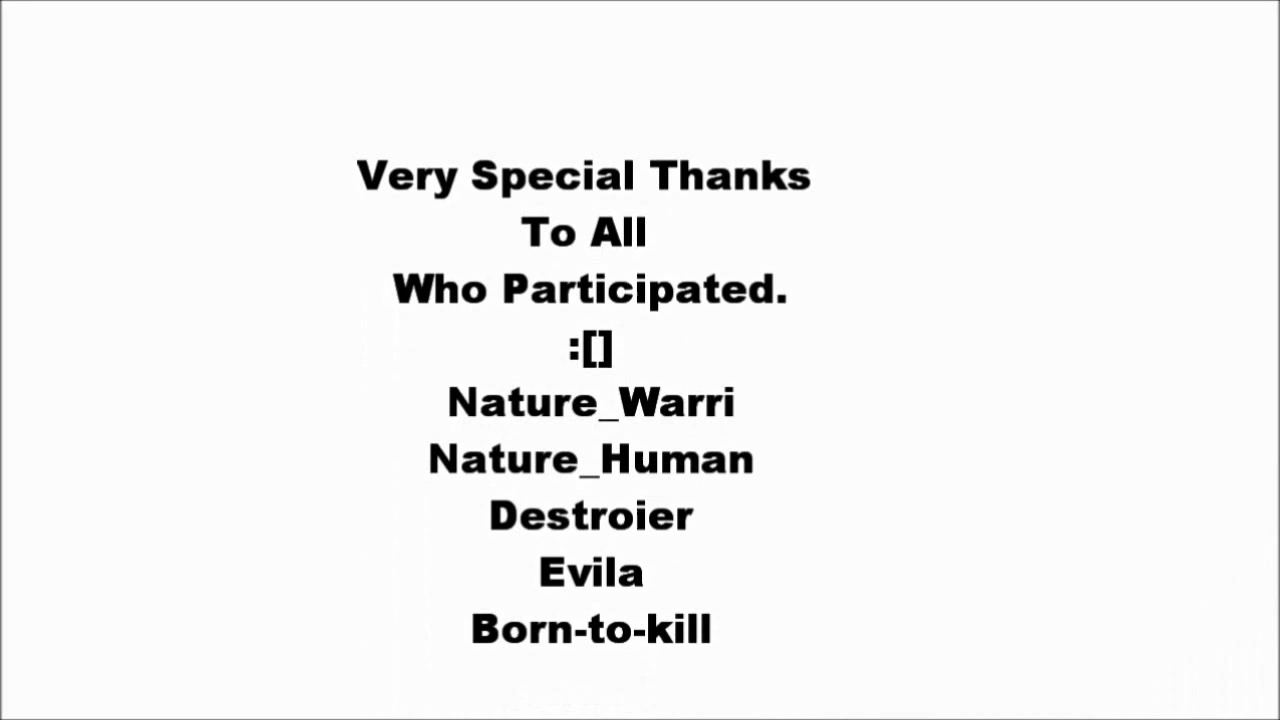 Very Special Thanks
To All
Who Participated.
:[]
Nature_Warri
Nature_Human
Destroier
Evila
Born-to-kill